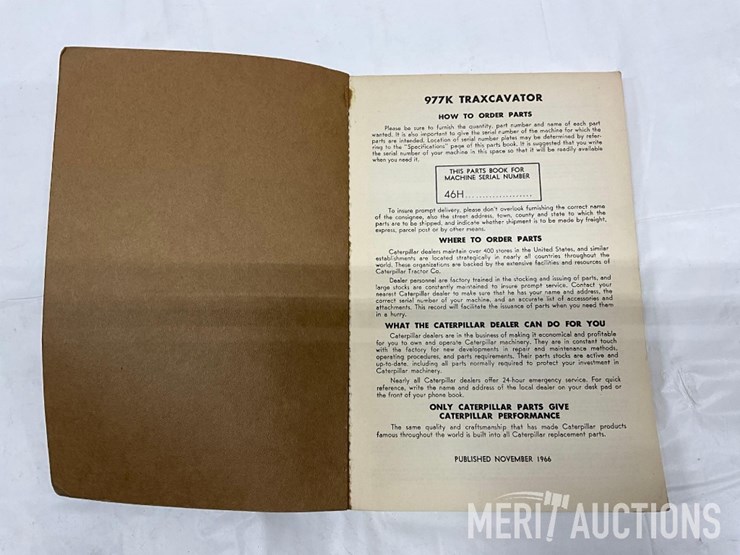 977K TRAXCAVATOR
HOW TO ORDER PARTS
Please be sure to furnish the quantity, part number and name of each part
wanted. It is also important to give the serial number of the machine for which the
parts are intended. Location of serial number plates may be determined by refer-
ring to the "Specifications" page of this parts book. It is suggested that you write
the serial number of your machine in this space so that it will be readily available
when you need it.
THIS PARTS BOOK FOR
MACHINE SERIAL NUMBER
46H....................
To insure prompt delivery, please don't overlook furnishing the correct name
of the consignee, also the street address, town, county and state to which the
parts are to be shipped, and indicate whether shipment is to be made by freight,
express, parcel post or by other means.
WHERE TO ORDER PARTS
Caterpillar dealers maintain over 400 stores in the United States, and similar
establishments are located strategically in nearly all countries throughout the
world. These organizations are backed by the extensive facilities and resources of
Caterpillar Tractor Co.
Dealer personnel are factory trained in the stocking and issuing of parts, and
large stocks are constantly maintained to insure prompt service. Contact your
nearest Caterpillar dealer to make sure that he has your name and address, the
correct serial number of your machine, and an accurate list of accessories and
attachments. This record will facilitate the issuance of parts when you need them
in a hurry.
WHAT THE CATERPILLAR DEALER CAN DO FOR YOU
Caterpillar dealers are in the business of making it economical and profitable
for you to own and operate Caterpillar machinery. They are in constant touch
with the factory for new developments in repair and maintenance methods,
operating procedures, and parts requirements. Their parts stocks are active and
up-to-date, including all parts normally required to protect your investment in
Caterpillar machinery.
Nearly all Caterpillar dealers offer 24-hour emergency service. For quick
reference, write the name and address of the local dealer on your desk pad or
the front of your phone book.
ONLY CATERPILLAR PARTS GIVE
CATERPILLAR PERFORMANCE
The same quality and craftsmanship that has made Caterpillar products
famous throughout the world is built into all Caterpillar replacement parts.
PUBLISHED NOVEMBER 1966
MERIT AUCTIONS